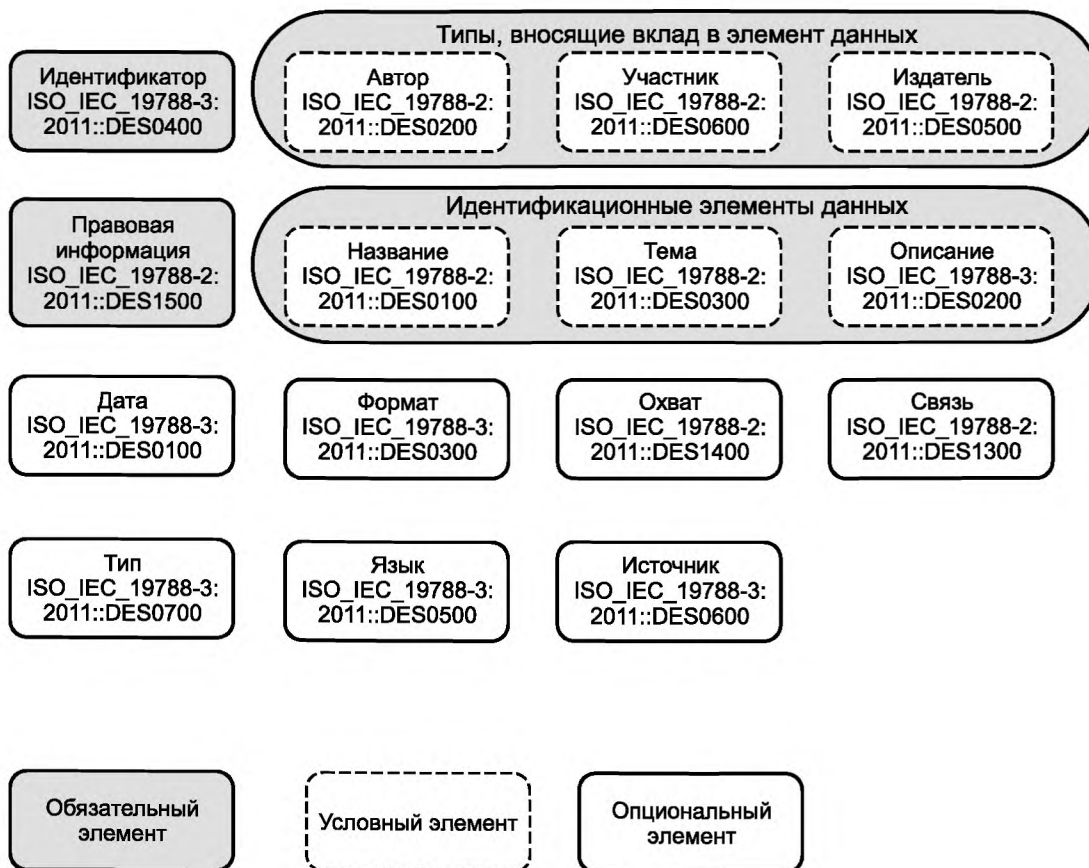 Типы, вносящие вклад в элемент данных
Идентификатор
ISO_IEC_19788-3:
2011::DES0400
Автор
ISO_IEC_19788-2:
2011::DES0200
Участник
ISO_IEC_19788-2:
2011::DES0600
Издатель
ISO_IEC_19788-2:
2011::DES0500
Правовая
информация
ISO_IEC_19788-2:
2011::DES1500
Идентификационные элементы данных
Название
ISO_IEC_19788-2:
2011::DES0100
Тема
ISO_IEC_19788-2:
2011::DES0300
Описание
ISO_IEC_19788-3:
2011::DES0200
Дата
ISO_IEC_19788-3:
2011::DES0100
Формат
ISO_IEC_19788-3:
2011::DES0300
Охват
ISO_IEC_19788-2:
2011::DES1400
Связь
ISO_IEC_19788-2:
2011::DES1300
Тип
ISO_IEC_19788-3:
2011::DES0700
Язык
ISO_IEC_19788-3:
2011::DES0500
Источник
ISO_IEC_19788-3:
2011::DES0600
Обязательный
элемент
Условный элемент
Опциональный
элемент